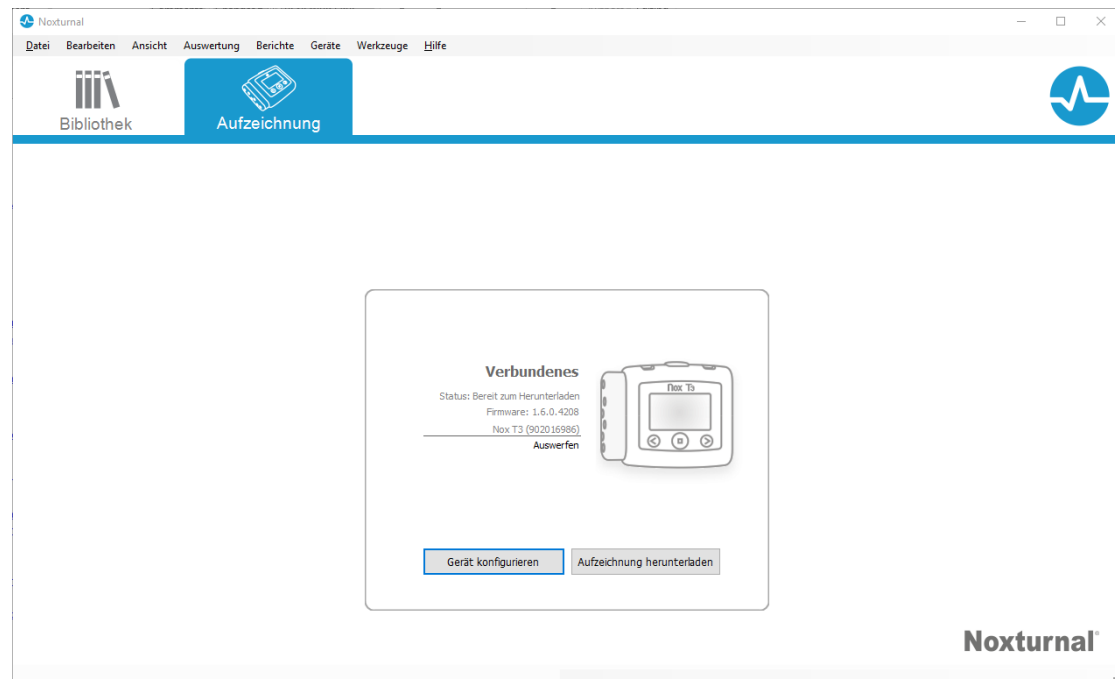 Noxturnal
Datei Bearbeiten Ansicht Auswertung Berichte Geräte Werkzeuge Hilfe
Bibliothek
Aufzeichnung
Verbundenes
Status: Bereit zum Herunterladen
Firmware: 1.6.0.4208
Nox T3 (902016986)
Auswerfen
Nox T3
Gerät konfigurieren
Aufzeichnung herunterladen
Noxturnal®